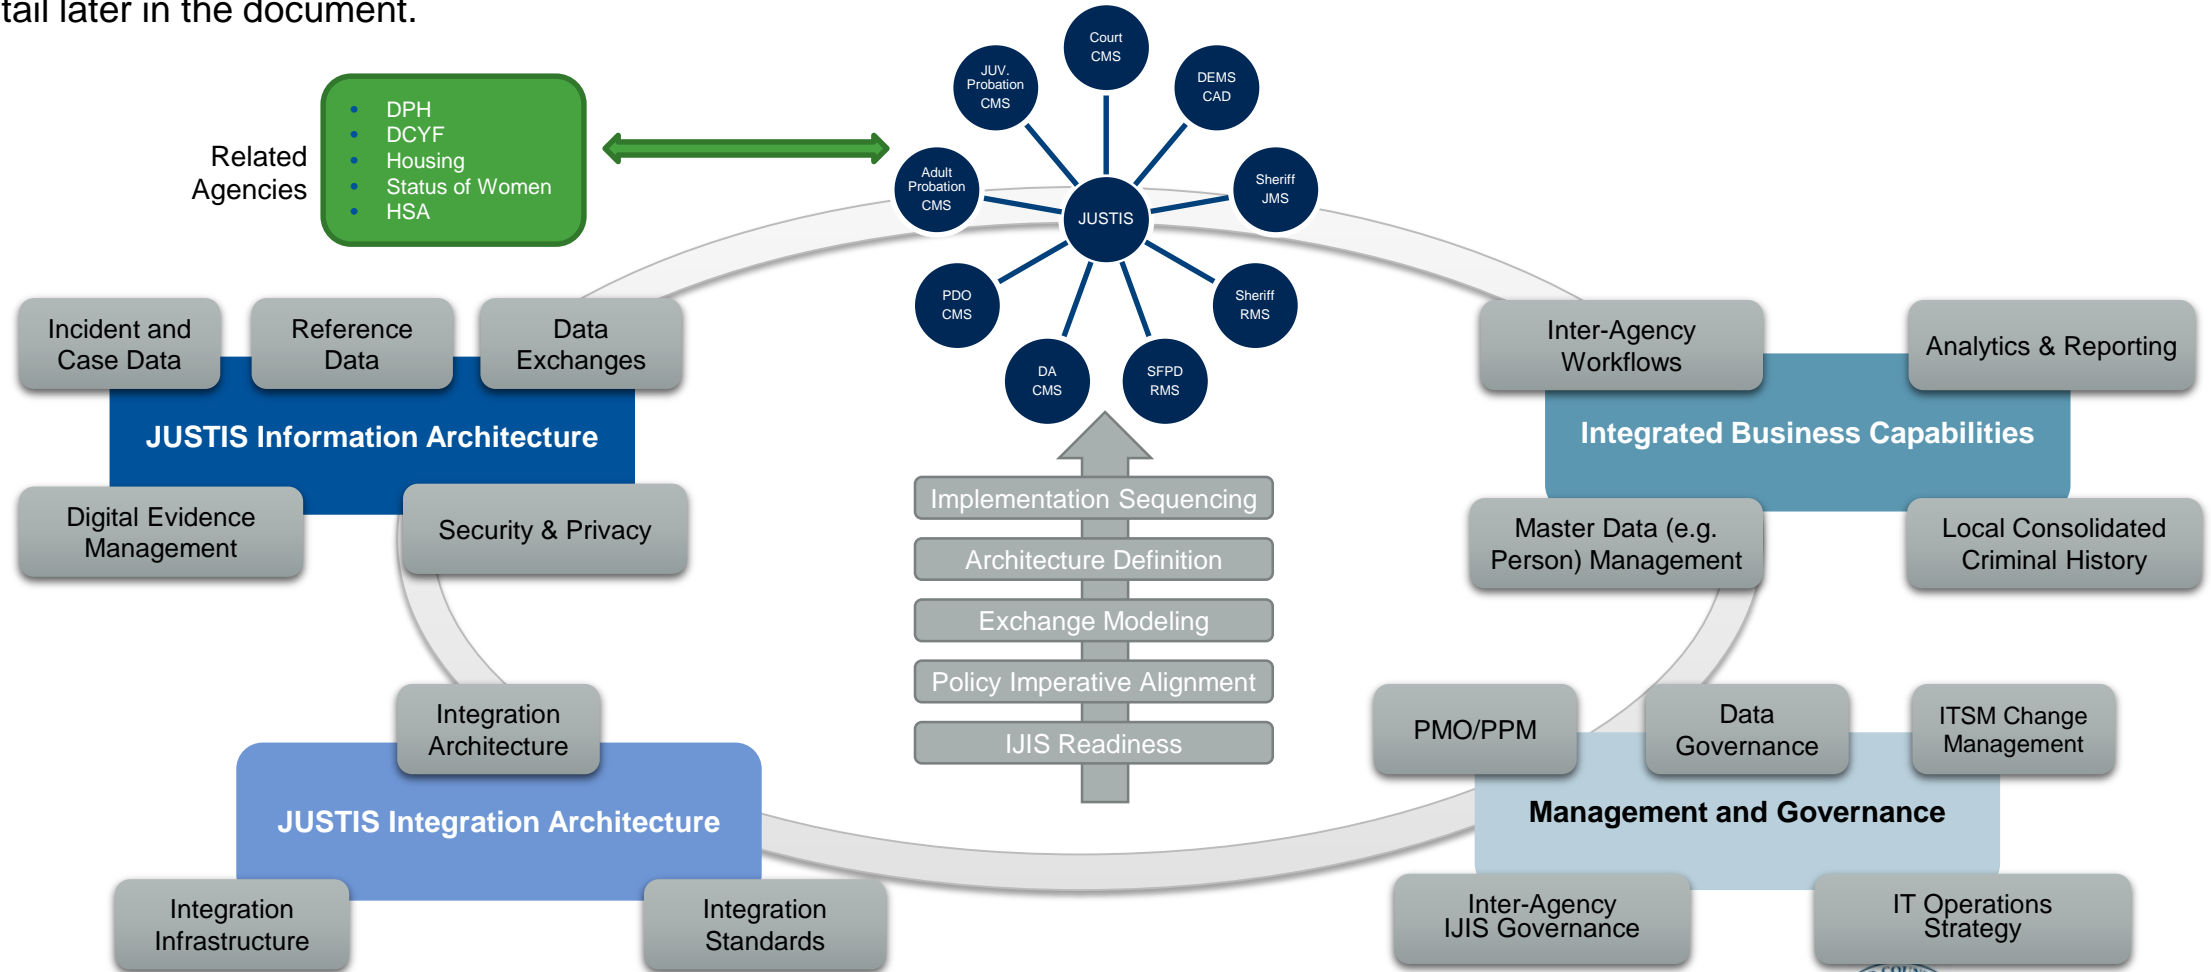 tail later in the document.
Court
CMS
JUV.
Probation
CMS
DEMS
CAD
Related
Agencies
• DPH
• DCYF
• Housing
• Status of Women
• HSA
Adult
Probation
CMS
Sheriff
JMS
JUSTIS
PDO
CMS
Sheriff
RMS
DA
CMS
SFPD
RMS
Incident and
Case Data
Reference
Data
Data
Exchanges
JUSTIS Information Architecture
Digital Evidence
Management
Security & Privacy
Inter-Agency
Workflows
Analytics & Reporting
Integrated Business Capabilities
Master Data (e.g.
Person) Management
Local Consolidated
Criminal History
Implementation Sequencing
Architecture Definition
Exchange Modeling
Policy Imperative Alignment
IJIS Readiness
Integration
Architecture
JUSTIS Integration Architecture
Integration
Infrastructure
Integration
Standards
PMO/PPM
Data
Governance
ITSM Change
Management
Management and Governance
Inter-Agency
IJIS Governance
IT Operations
Strategy